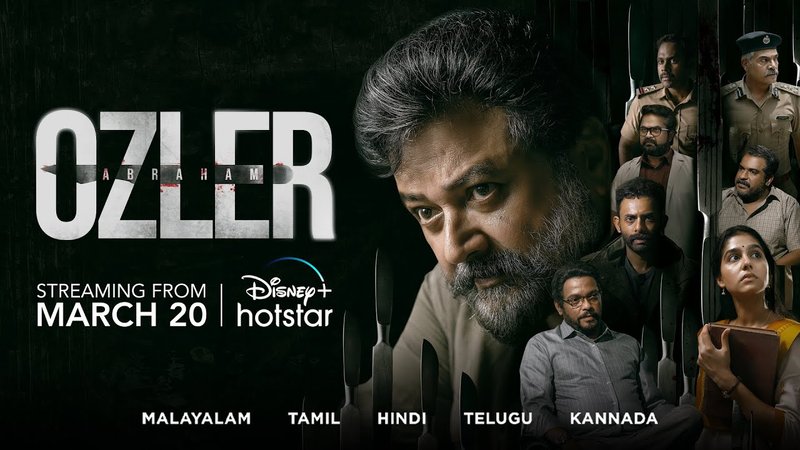 OZLER
ABRAHAM
STREAMING FROM
MARCH 20
Disney+
hotstar
MALAYALAM TAMIL HINDI TELUGU KANNADA